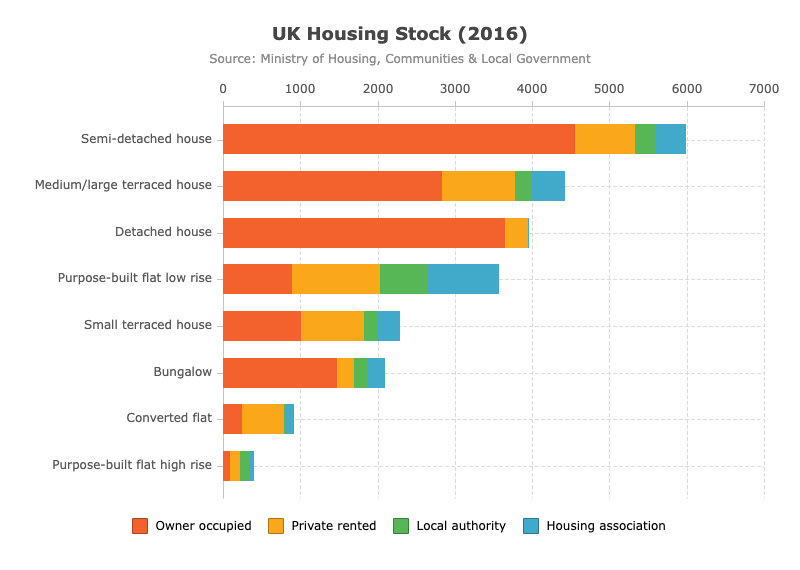 UK Housing Stock (2016)
Source: Ministry of Housing, Communities & Local Government
0 1000 2000 3000 4000 5000 6000 7000
Semi-detached house
Medium/large terraced house
Detached house
Purpose-built flat low rise
Small terraced house
Bungalow
Converted flat
Purpose-built flat high rise
Owner occupied Private rented Local authority Housing association